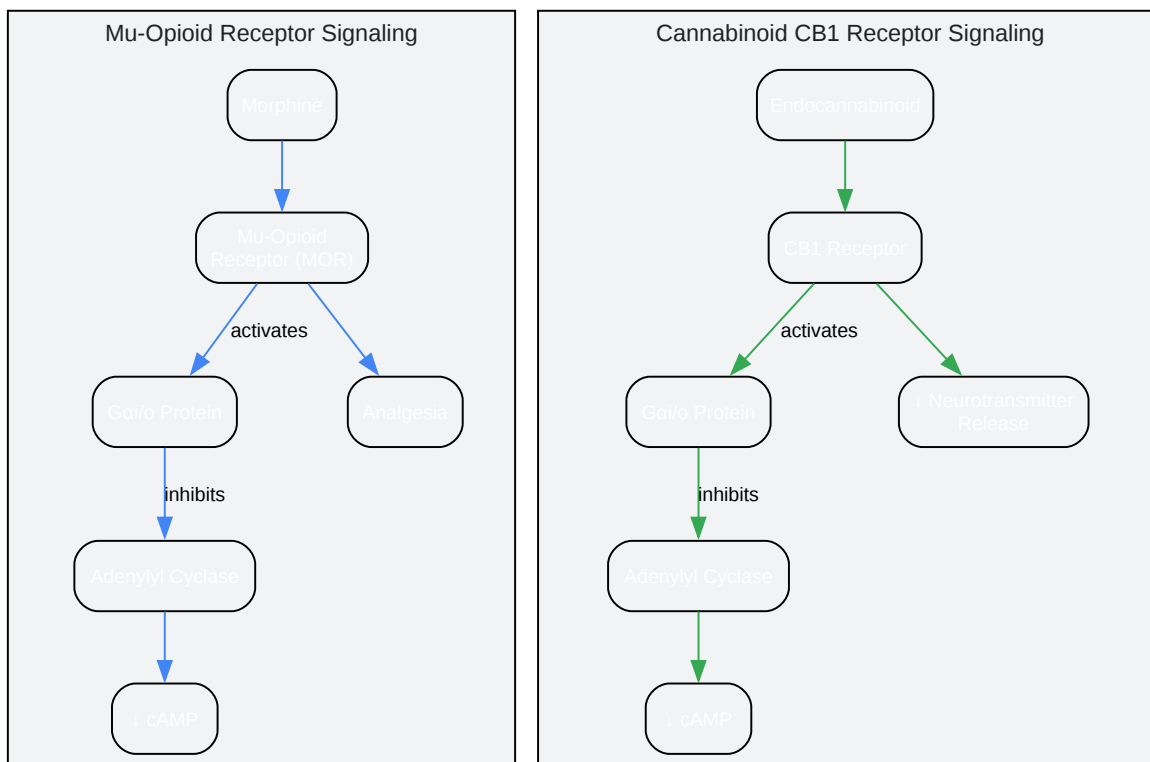 Mu-Opioid Receptor Signaling
Morphine
Mu-Opioid
Receptor (MOR)
activates
Gαi/o Protein
Analgesia
inhibits
Adenylyl Cyclase
↓ cAMP
Cannabinoid CB1 Receptor Signaling
Endocannabinoid
CB1 Receptor
activates
Gαi/o Protein
↓ Neurotransmitter
Release
inhibits
Adenylyl Cyclase
↓ cAMP